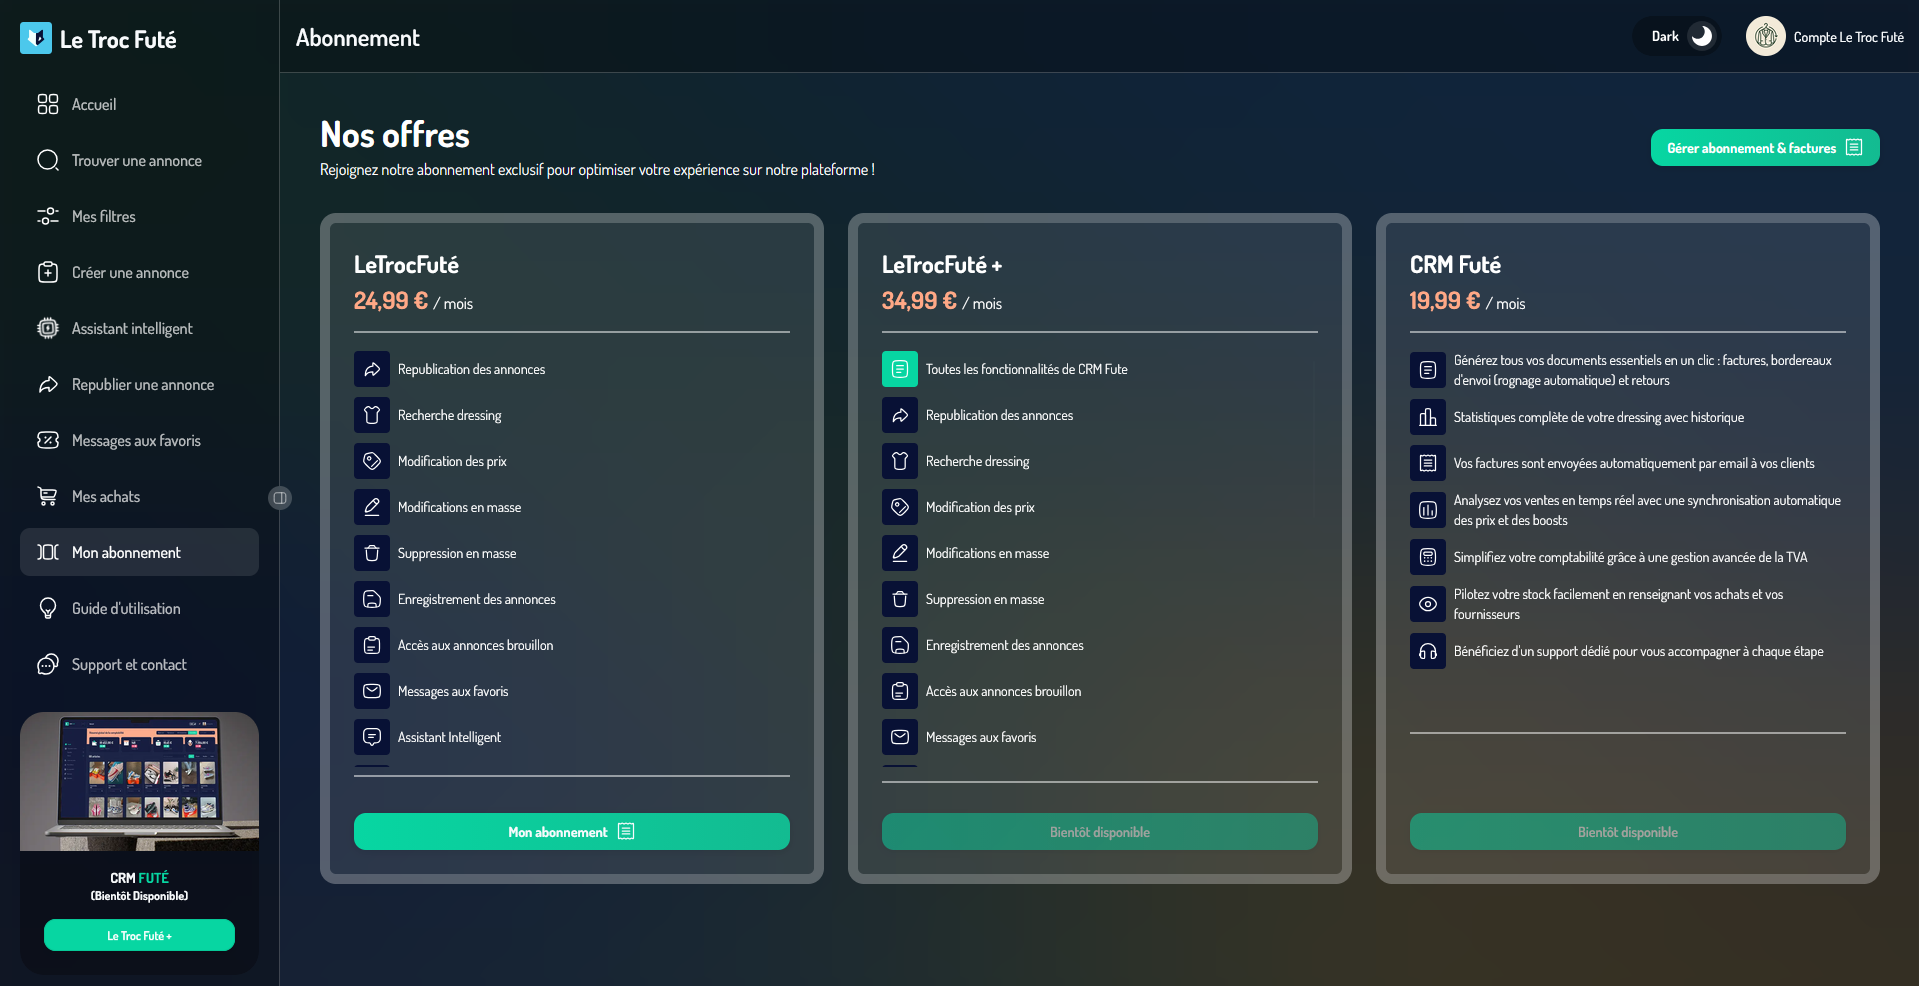 Le Troc Futé
Accueil
Trouver une annonce
Mes filtres
Créer une annonce
Assistant intelligent
Republier une annonce
Messages aux favoris
Mes achats
Mon abonnement
Guide d'utilisation
Support et contact
CRM FUTÉ
(Bientôt Disponible)
Le Troc Futé +
Abonnement
Dark
Compte Le Troc Futé
Nos offres
Rejoignez notre abonnement exclusif pour optimiser votre expérience sur notre plateforme !
Gérer abonnement & factures
LeTrocFuté
24,99 € / mois
Republication des annonces
Recherche dressing
Modification des prix
Modifications en masse
Suppression en masse
Enregistrement des annonces
Accès aux annonces brouillon
Messages aux favoris
Assistant Intelligent
Mon abonnement
LeTrocFuté +
34,99 € / mois
Toutes les fonctionnalités de CRM Fute
Republication des annonces
Recherche dressing
Modification des prix
Modifications en masse
Suppression en masse
Enregistrement des annonces
Accès aux annonces brouillon
Messages aux favoris
Bientôt disponible
CRM Futé
19,99 € / mois
Générez tous vos documents essentiels en un clic : factures, bordereaux
d'envoi (rognage automatique) et retours
Statistiques complète de votre dressing avec historique
Vos factures sont envoyées automatiquement par email à vos clients
Analysez vos ventes en temps réel avec une synchronisation automatique
des prix et des boosts
Simplifiez votre comptabilité grâce à une gestion avancée de la TVA
Pilotez votre stock facilement en renseignant vos achats et vos
fournisseurs
Bénéficiez d'un support dédié pour vous accompagner à chaque étape
Bientôt disponible